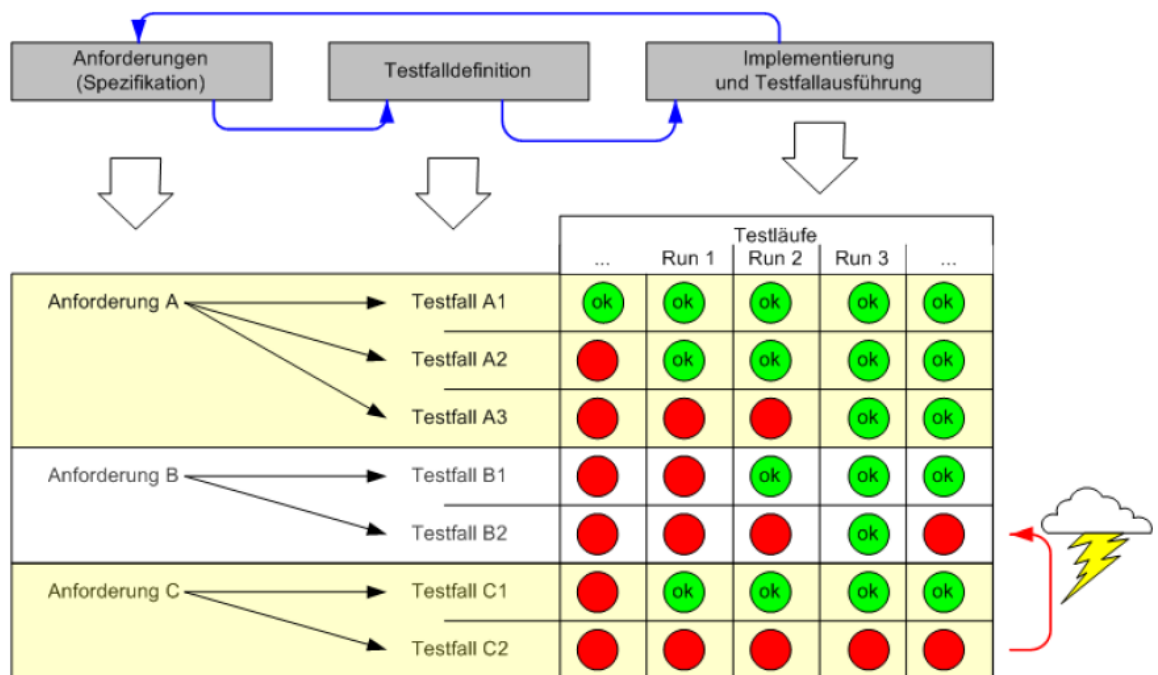 Anforderungen
(Spezifikation)
Testfalldefinition
Implementierung
und Testfallausführung
Testläufe
... Run 1 Run 2 Run 3 ...
Anforderung A Testfall A1 ok ok ok ok ok
Testfall A2 ok ok ok ok
Testfall A3 ok ok
Anforderung B Testfall B1 ok ok ok
Testfall B2 ok
Anforderung C Testfall C1 ok ok ok ok
Testfall C2